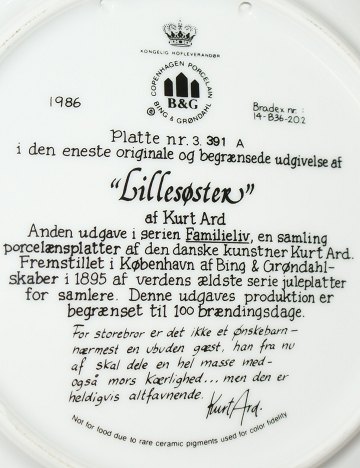 KONGELIG HOFLEVERANDØR
COPENHAGEN PORCELAIN
B&G
© BING & GRØNDAHL
1986
Bradex nr.:
14-B36-20.2
Platte nr. 3.391 A
i den eneste originale og begrænsede udgivelse af
"Lillesøster"
af Kurt Ard
Anden udgave i serien Familieliv, en samling
porcelænsplatter af den danske kunstner Kurt Ard.
Fremstillet i København af Bing & Grøndahl-
skaber i 1895 af verdens ældste serie juleplatter
for samlere. Denne udgaves produktion er
begrænset til 100 brændingsdage.
For storebror er det ikke et ønskebarn-
nærmest en ubuden gæst, han fra nu
af skal dele en hel masse med-
også mors kærlighed... men den er
heldigvis altfavnende.
Kurt Ard.
Not for food due to rare ceramic pigments used for color fidelity